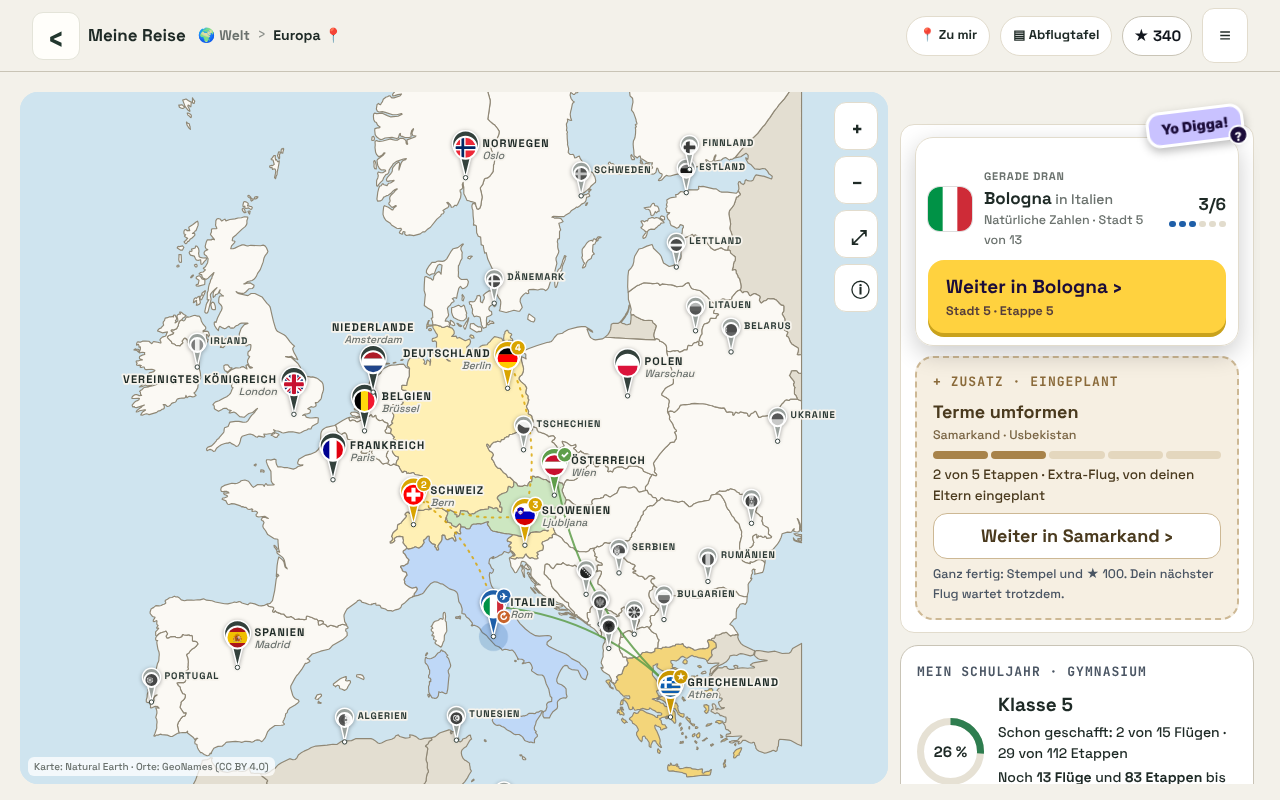 < Meine Reise 🌍 Welt > Europa 📍
📍 Zu mir
▤ Abflugtafel
★ 340
≡
+
−
ⓘ
NORWEGEN
Oslo
FINNLAND
SCHWEDEN
ESTLAND
LETTLAND
DÄNEMARK
LITAUEN
BELARUS
IRLAND
NIEDERLANDE
Amsterdam
DEUTSCHLAND
Berlin
4
POLEN
Warschau
VEREINIGTES KÖNIGREICH
London
BELGIEN
Brüssel
UKRAINE
TSCHECHIEN
FRANKREICH
Paris
ÖSTERREICH
Wien
SCHWEIZ
Bern
2
SLOWENIEN
Ljubljana
3
SERBIEN
RUMÄNIEN
ITALIEN
Rom
BULGARIEN
SPANIEN
Madrid
PORTUGAL
GRIECHENLAND
Athen
ALGERIEN
TUNESIEN
Karte: Natural Earth · Orte: GeoNames (CC BY 4.0)
Yo Digga!
?
GERADE DRAN
Bologna in Italien
Natürliche Zahlen · Stadt 5
von 13
3/6
Weiter in Bologna >
Stadt 5 · Etappe 5
+ ZUSATZ · EINGEPLANT
Terme umformen
Samarkand · Usbekistan
2 von 5 Etappen · Extra-Flug, von deinen
Eltern eingeplant
Weiter in Samarkand >
Ganz fertig: Stempel und ★ 100. Dein nächster
Flug wartet trotzdem.
MEIN SCHULJAHR · GYMNASIUM
Klasse 5
26 %
Schon geschafft: 2 von 15 Flügen ·
29 von 112 Etappen
Noch 13 Flüge und 83 Etappen bis